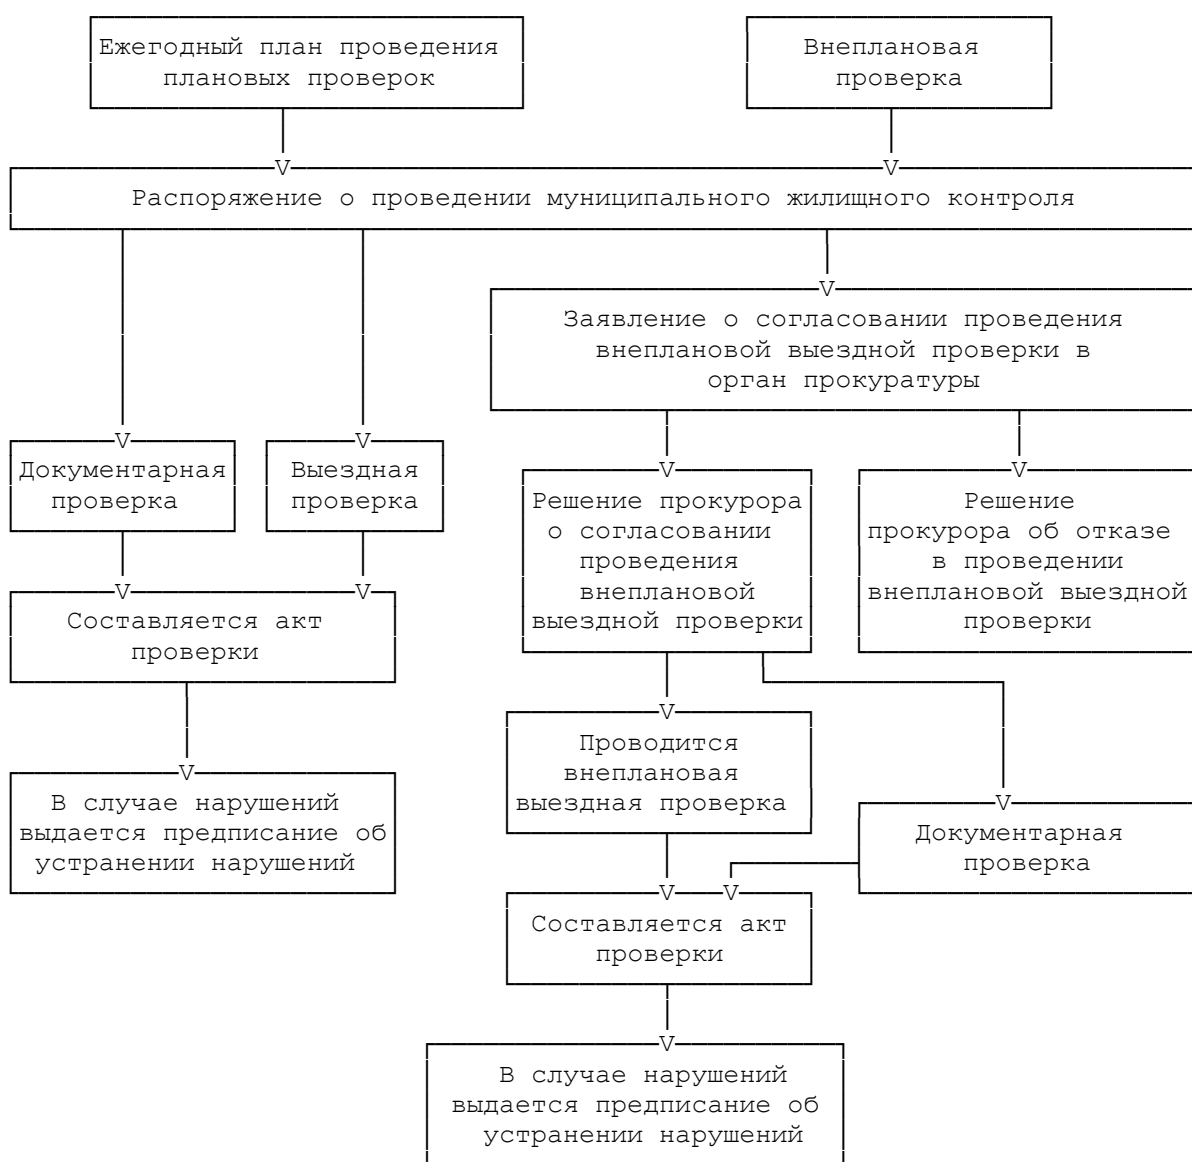 Ежегодный план проведения
плановых проверок
Внеплановая
проверка
Распоряжение о проведении муниципального жилищного контроля
Заявление о согласовании проведения
внеплановой выездной проверки в
орган прокуратуры
Документарная
проверка
Выездная
проверка
Решение прокурора
о согласовании
проведения
внеплановой
выездной проверки
Решение
прокурора об отказе
в проведении
внеплановой выездной
проверки
Составляется акт
проверки
Проводится
внеплановая
выездная проверка
В случае нарушений
выдается предписание об
устранении нарушений
Документарная
проверка
Составляется акт
проверки
В случае нарушений
выдается предписание об
устранении нарушений